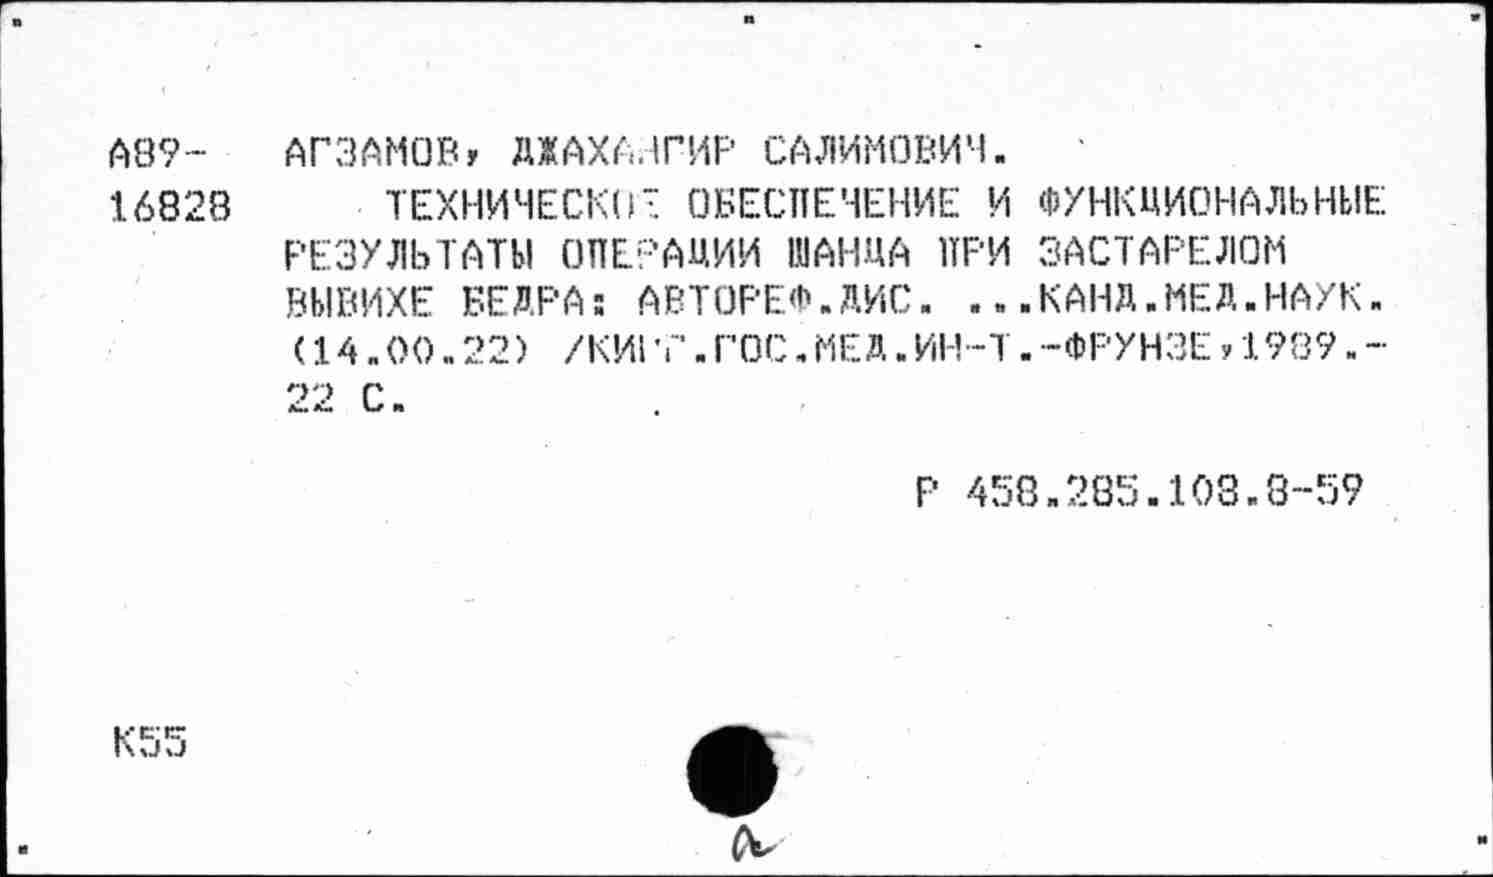 А89- АГЗАМОВ, ДЖАХАНГИР САЛИМОВИЧ.
16828 ТЕХНИЧЕСКОЕ ОБЕСПЕЧЕНИЕ И ФУНКЦИОНАЛЬНЫЕ
РЕЗУЛЬТАТЫ ОПЕРАЦИИ ШАНЦА ПРИ ЗАСТАРЕЛОМ
ВЫВИХЕ БЕДРА: АВТОРЕФ.ДИС. ...КАНД.МЕД.НАУК.
(14.00.22) /КИРГ.ГОС.МЕД.ИН-Т.-ФРУНЗЕ,1989.-
22 С.
Р 458.285.108.8-59
К55